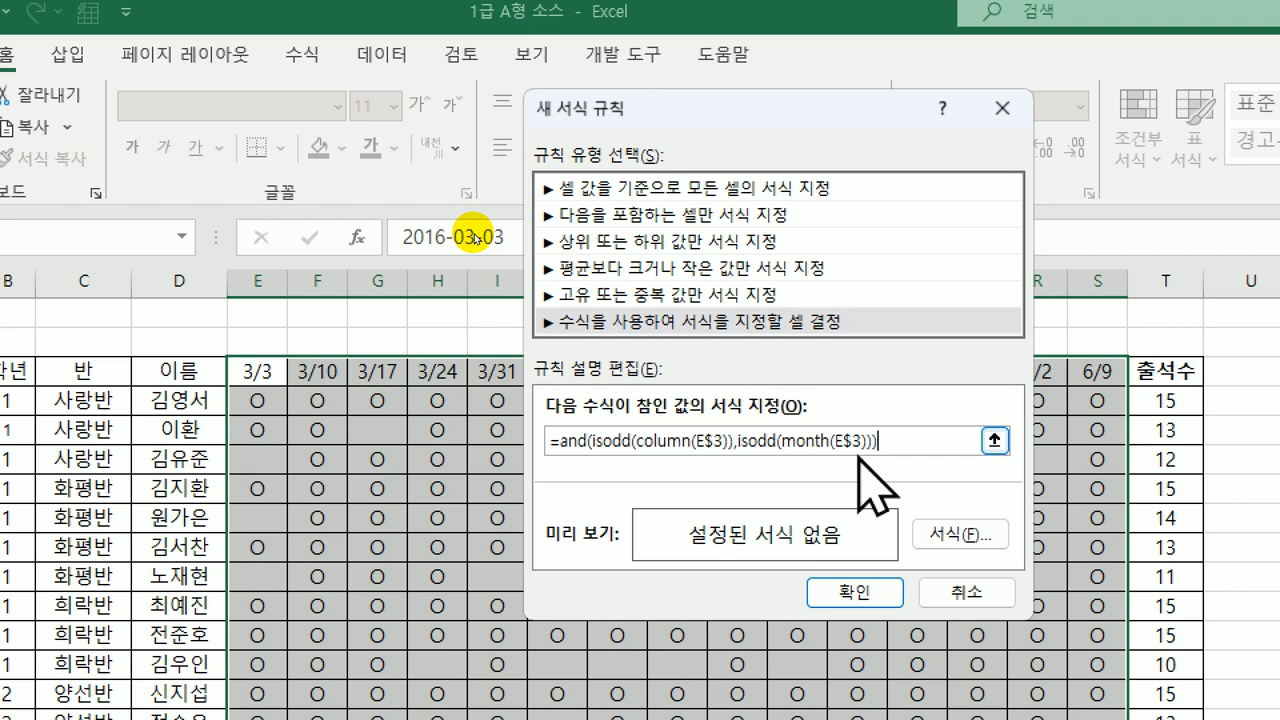 1급 A형 소스 - Excel
검색
홈 삽입 페이지 레이아웃 수식 데이터 검토 보기 개발 도구 도움말
잘라내기
복사
서식 복사
보드
11
가 가
가 가 가
가
내천
글꼴
조건부
서식
표
서식
표준
경고
2016-03-03
fx
B C D E F G H I R S T U
학년 반 이름 3/3 3/10 3/17 3/24 3/31 /2 6/9 출석수
1 사랑반 김영서 O O O O O O O 15
1 이환 O O O O O O 13
1 사랑반 김유준 O O O O O 12
1 화평반 김지환 O O O O O O O 15
1 화평반 원가은 O O O O O O 14
1 화평반 김서찬 O O O O O O O 13
1 화평반 노재현 O O O O 11
1 희락반 최예진 O O O O O O O 15
1 희락반 전준호 O O O O O O O O O O O O O O O 15
1 희락반 김우인 O O O O O O O O O O 10
2 양선반 신지섭 O O O O O O O O O O O O O O O 15
새 서식 규칙
?
규칙 유형 선택(S):
► 셀 값을 기준으로 모든 셀의 서식 지정
► 다음을 포함하는 셀만 서식 지정
► 상위 또는 하위 값만 서식 지정
► 평균보다 크거나 작은 값만 서식 지정
► 고유 또는 중복 값만 서식 지정
► 수식을 사용하여 서식을 지정할 셀 결정
규칙 설명 편집(E):
다음 수식이 참인 값의 서식 지정(O):
=and(isodd(column(E$3)),isodd(month(E$3)))
미리 보기:
설정된 서식 없음
서식(F)...
확인
취소